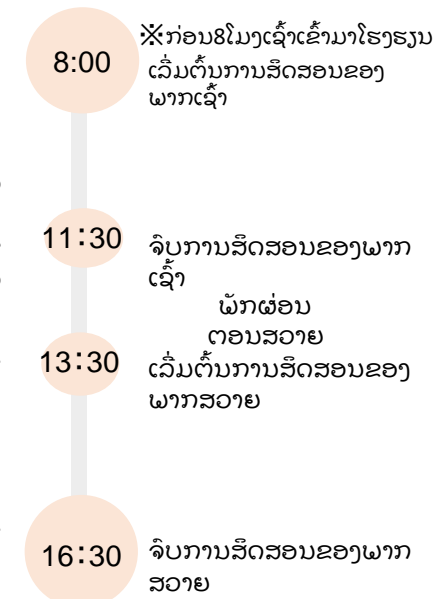 ※ກ່ອນ8ໂມງເຊົ້າເຂົ້າມາໂຮງຮຽນ
8:00
ເລີ່ມຕົ້ນການສິດສອນຂອງ
ພາກເຊົ້າ
11:30
ຈົບການສິດສອນຂອງພາກ
ເຊົ້າ
ພັກຜ່ອນ
ຕອນສວາຍ
13:30
ເລີ່ມຕົ້ນການສິດສອນຂອງ
ພາກສວາຍ
16:30
ຈົບການສິດສອນຂອງພາກ
ສວາຍ